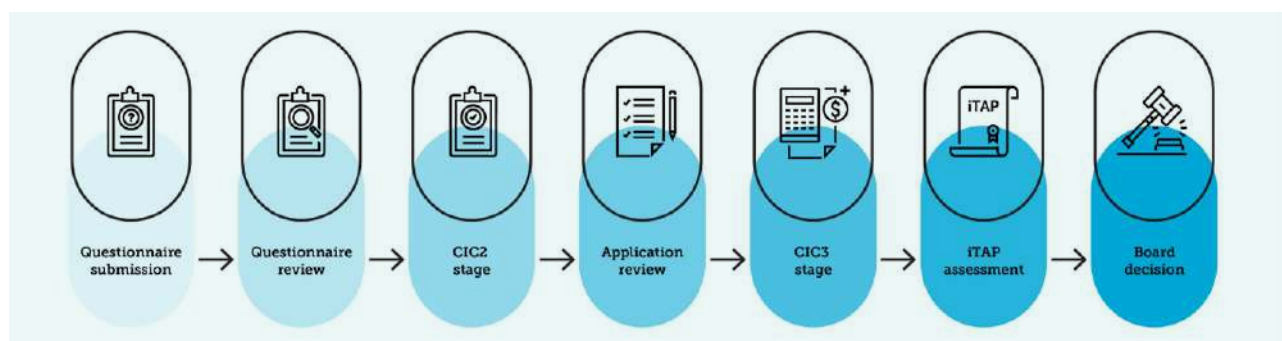 iTAP
Questionnaire
submission
Questionnaire
review
CIC2
stage
Application
review
CIC3
stage
iTAP
assessment
Board
decision